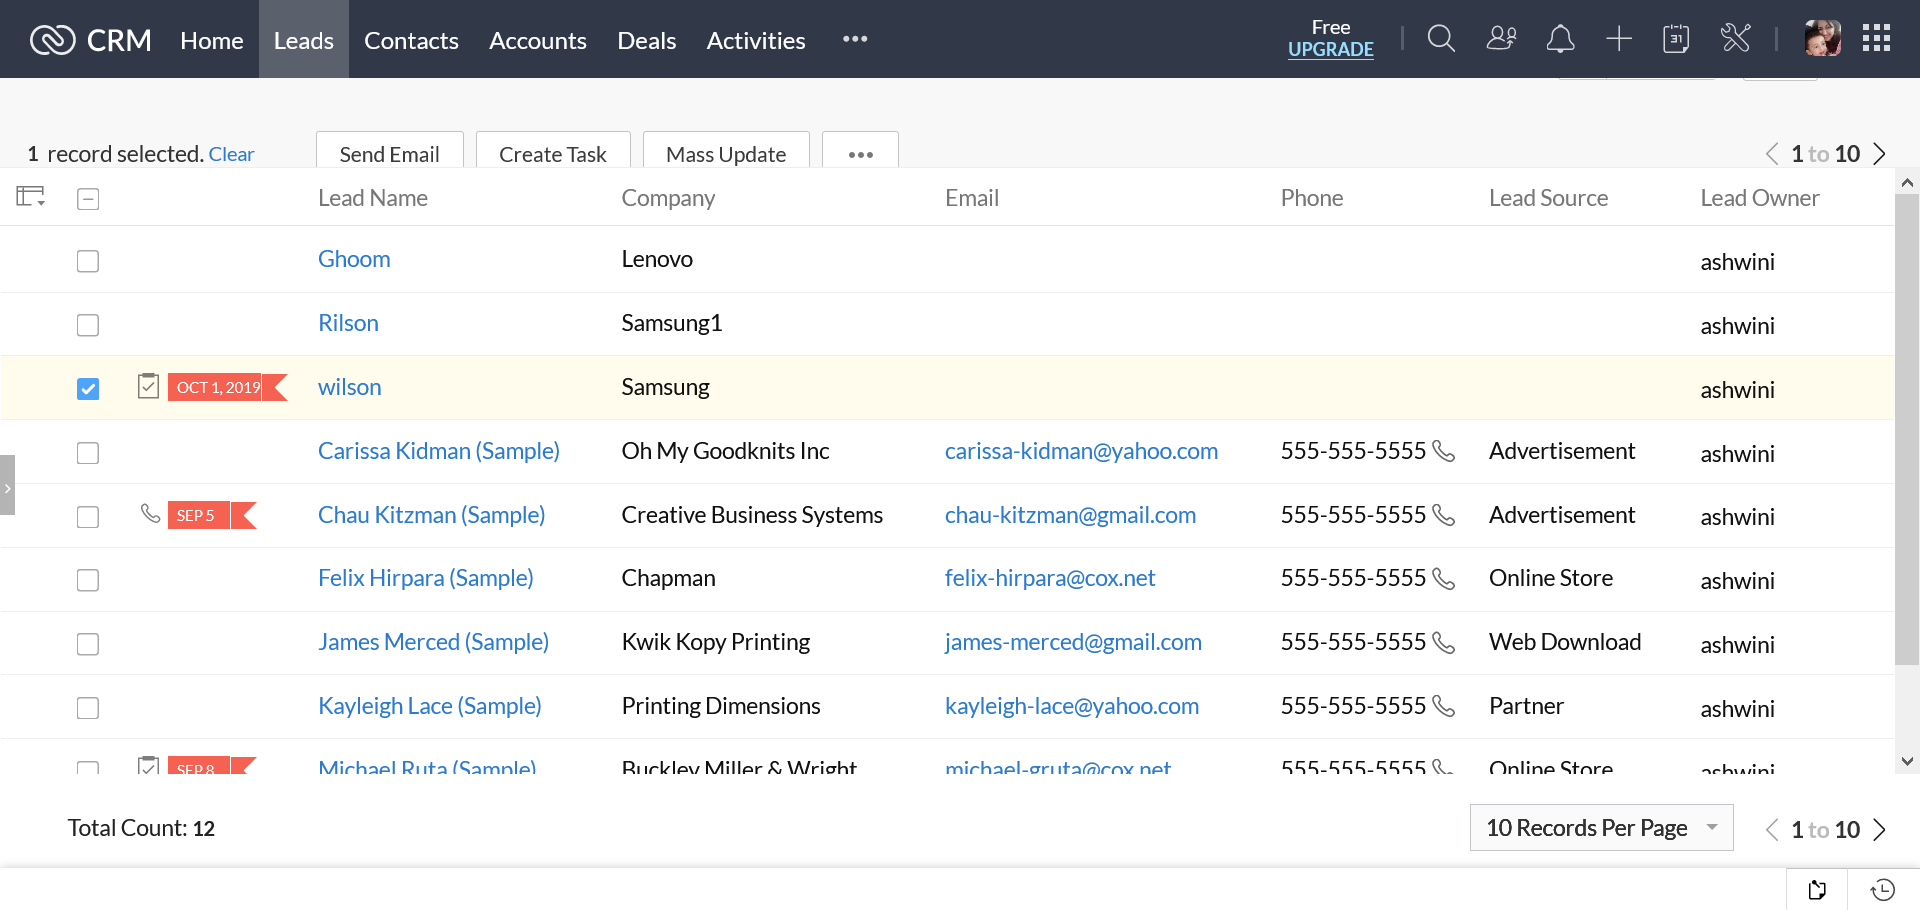 CRM Home Leads Contacts Accounts Deals Activities ••• Free
UPGRADE
31
1 record selected. Clear Send Email Create Task Mass Update ••• 1 to 10
Lead Name Company Email Phone Lead Source Lead Owner
Ghoom Lenovo ashwini
Rilson Samsung1 ashwini
OCT 1, 2019 wilson Samsung ashwini
Carissa Kidman (Sample) Oh My Goodknits Inc carissa-kidman@yahoo.com 555-555-5555 Advertisement ashwini
SEP 5 Chau Kitzman (Sample) Creative Business Systems chau-kitzman@gmail.com 555-555-5555 Advertisement ashwini
Felix Hirpara (Sample) Chapman felix-hirpara@cox.net 555-555-5555 Online Store ashwini
James Merced (Sample) Kwik Kopy Printing james-merced@gmail.com 555-555-5555 Web Download ashwini
Kayleigh Lace (Sample) Printing Dimensions kayleigh-lace@yahoo.com 555-555-5555 Partner ashwini
SEP 8 Michael Ruta (Sample) Buckley Miller & Wright michael-gruta@cox.net 555-555-5555 Online Store ashwini
Total Count: 12 10 Records Per Page 1 to 10